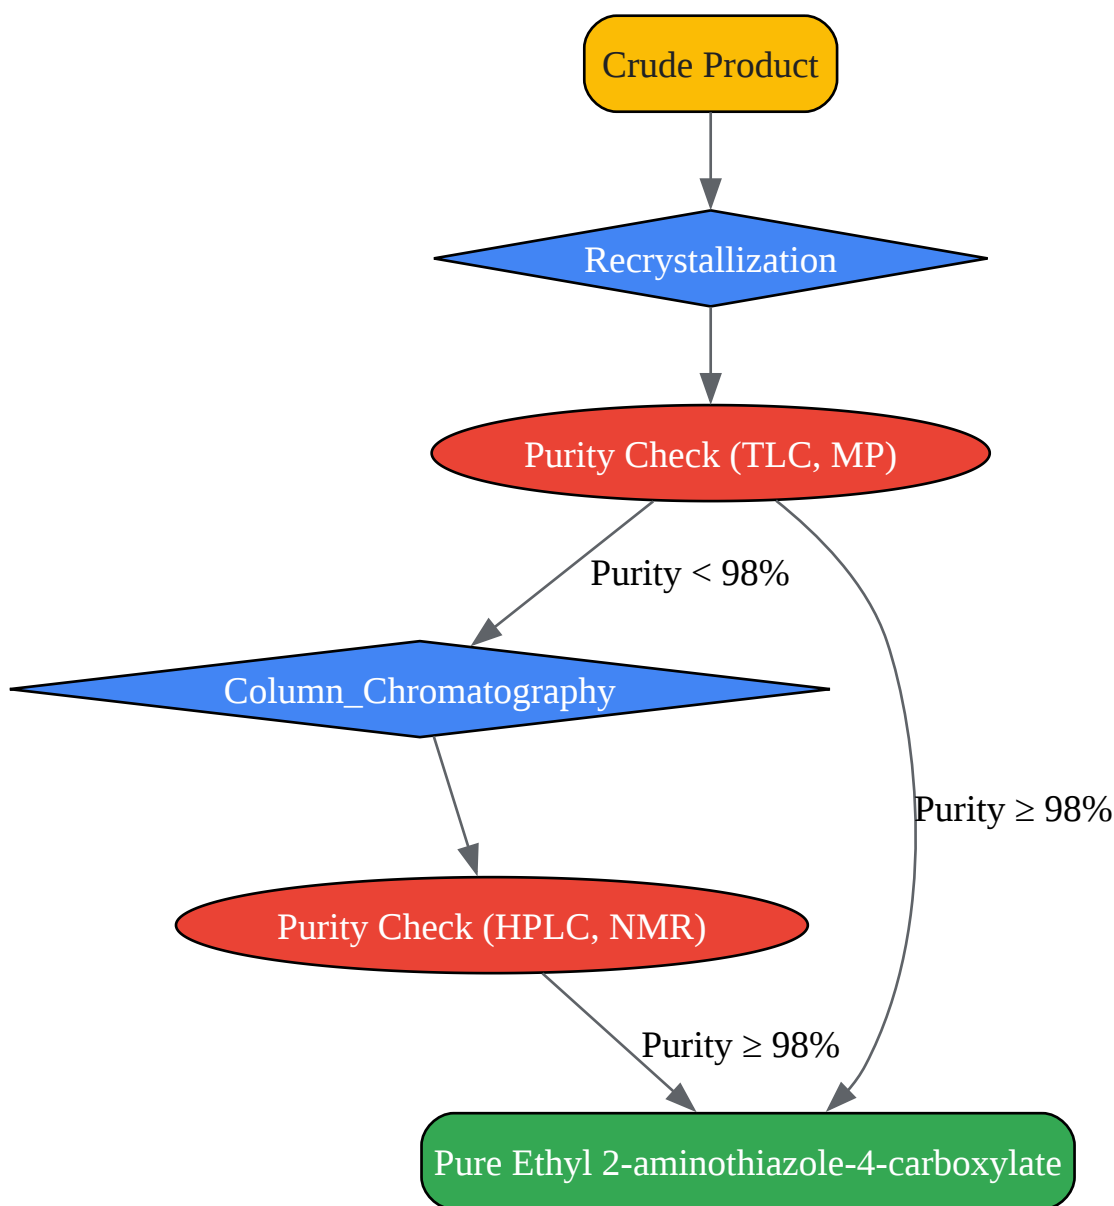 Crude Product
Recrystallization
Purity Check (TLC, MP)
Purity < 98%
Column_Chromatography
Purity ≥ 98%
Purity Check (HPLC, NMR)
Purity ≥ 98%
Pure Ethyl 2-aminothiazole-4-carboxylate